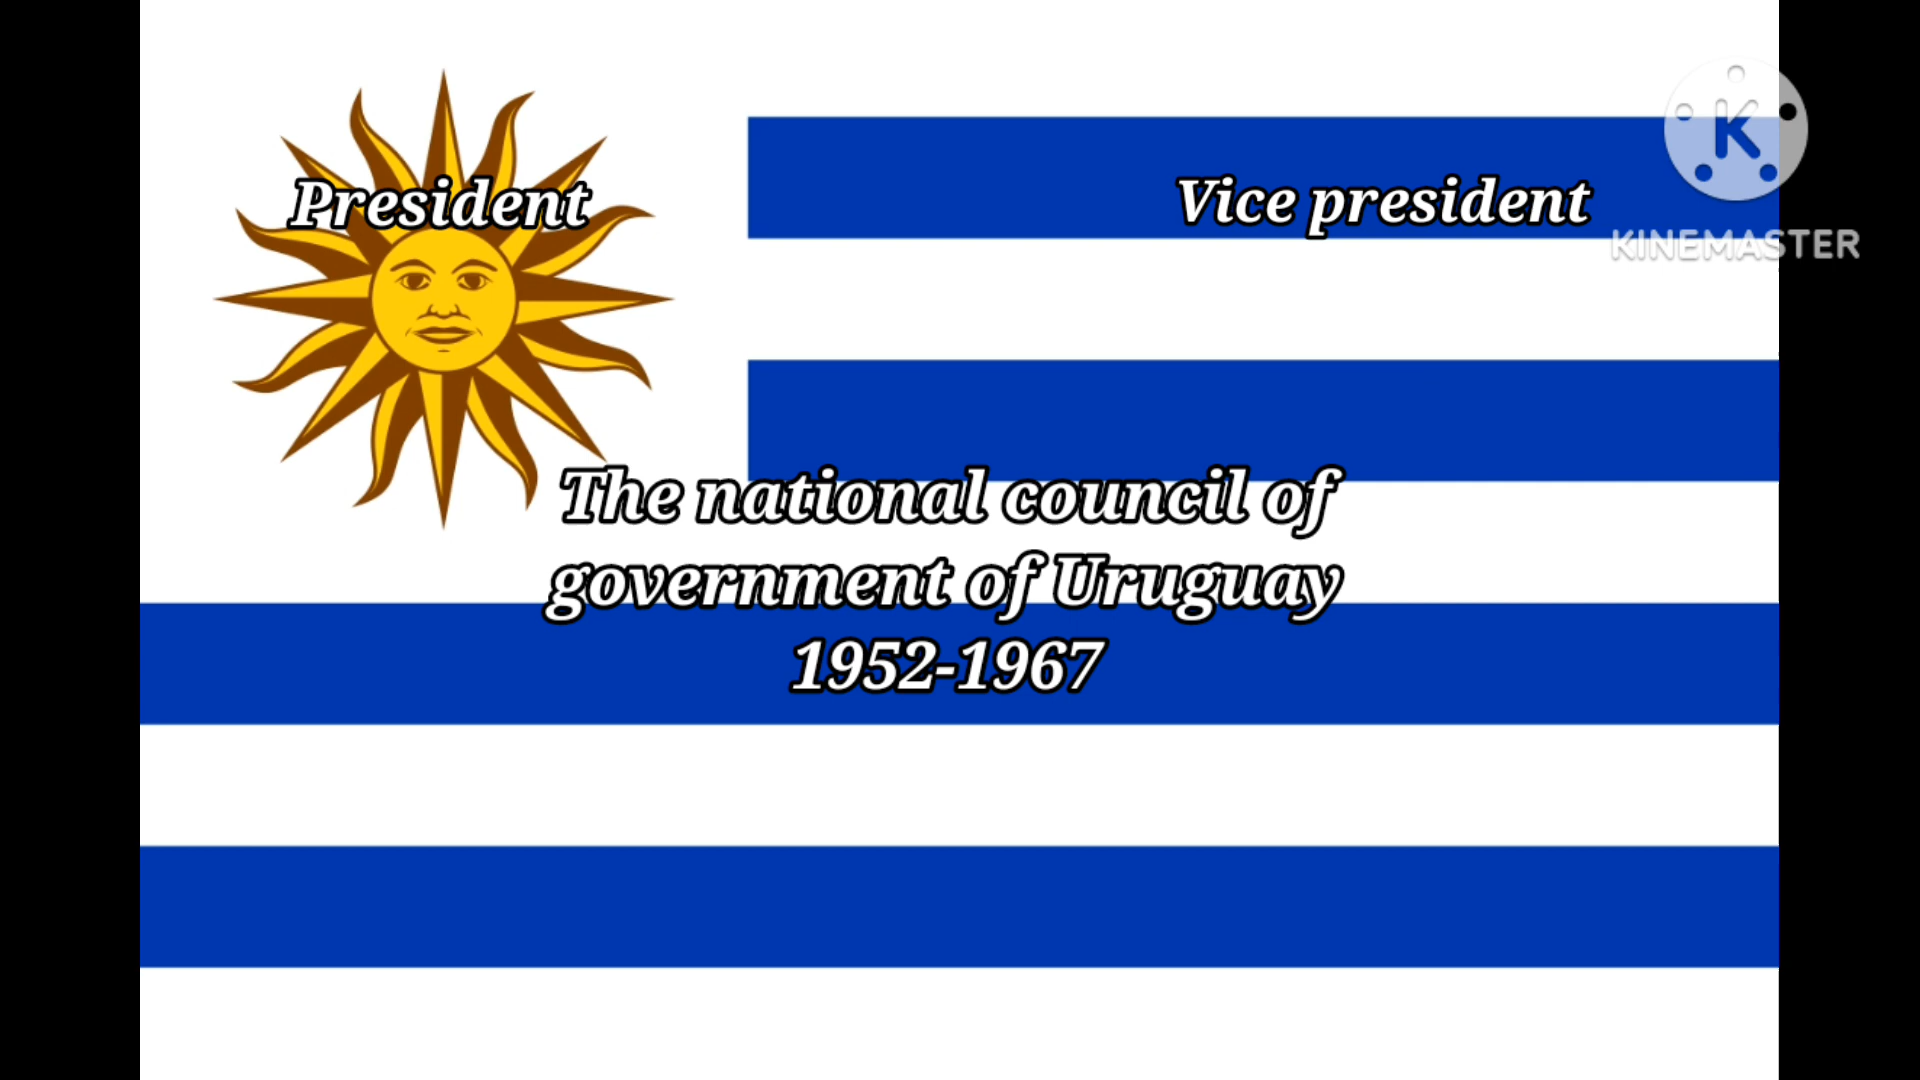 President
Vice president
K
KINEMASTER
The national council of
government of Uruguay
1952-1967